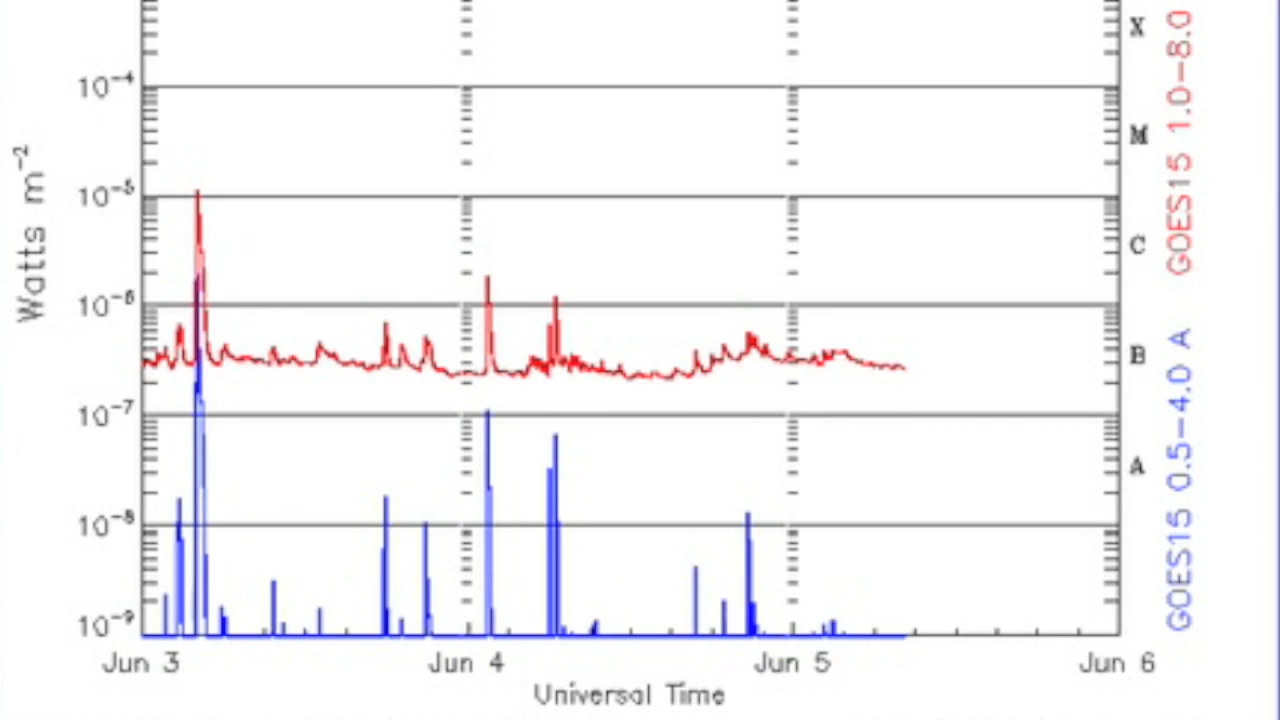 X
10⁻⁴
M
10⁻⁵
C
10⁻⁶
B
10⁻⁷
A
10⁻⁸
10⁻⁹
Watts m⁻²
Jun 3 Jun 4 Jun 5 Jun 6
Universal Time
GOES15 1.0-8.0
GOES15 0.5-4.0 A